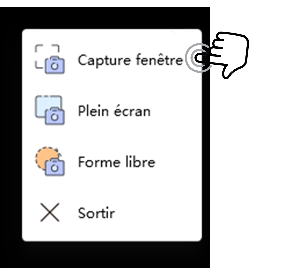 Capture fenêtre
Plein écran
Forme libre
Sortir